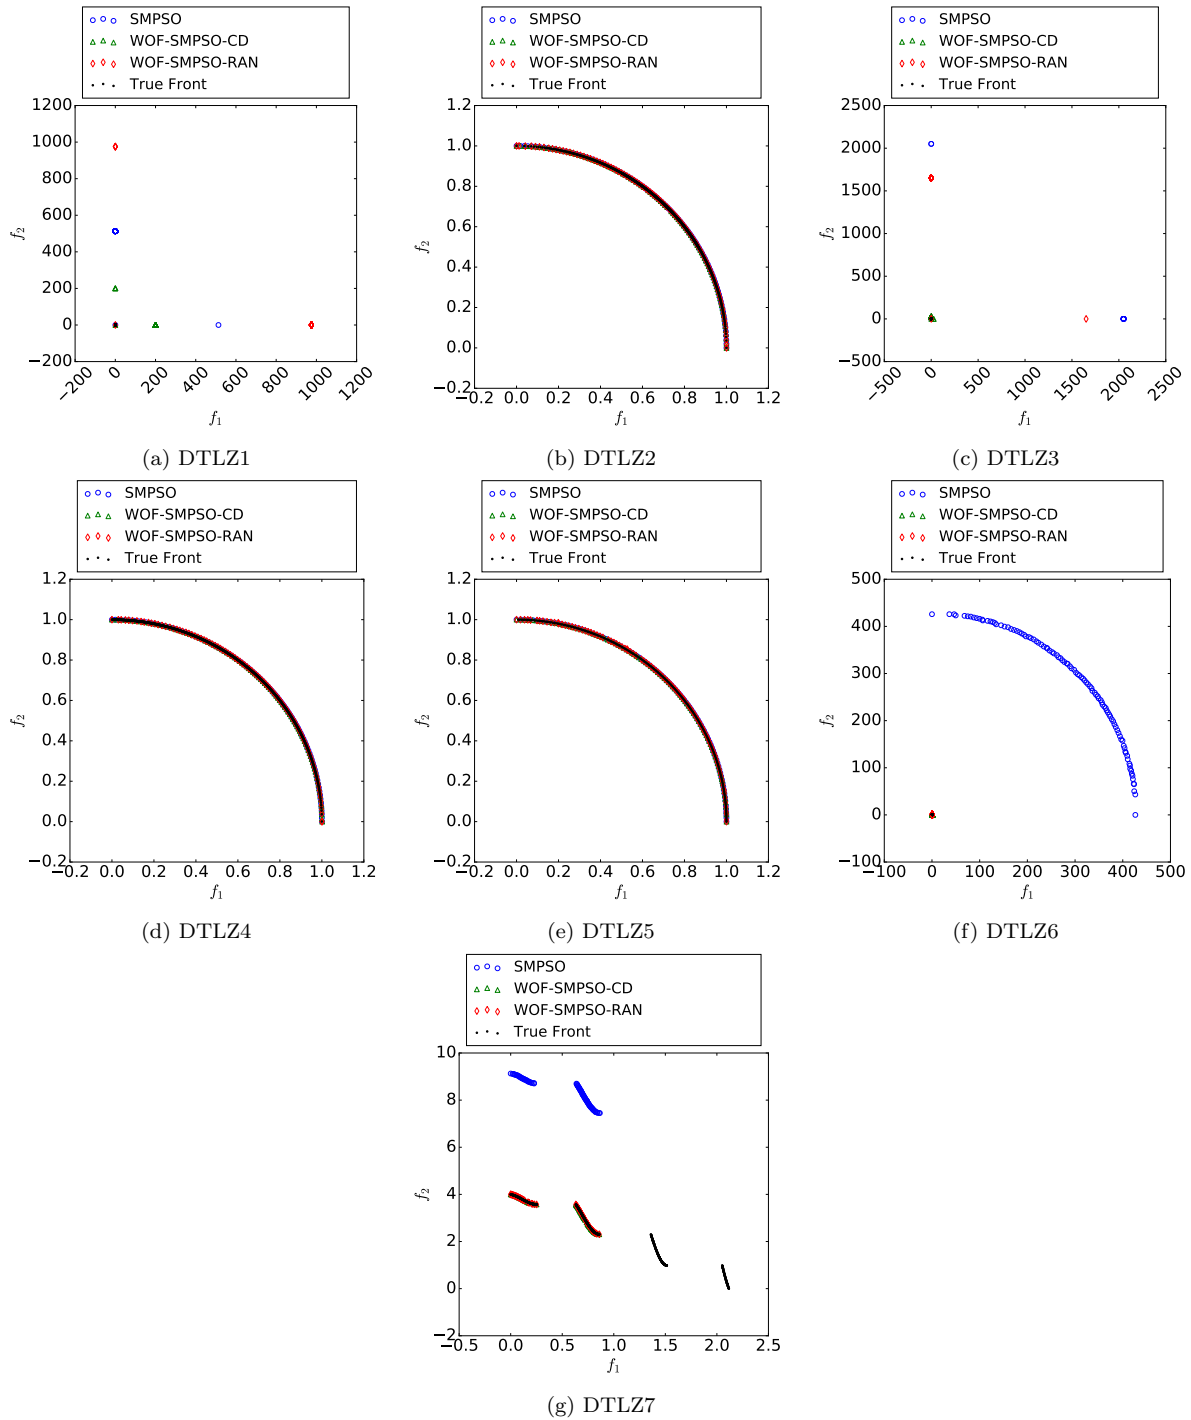 SMPSO
WOF-SMPSO-CD
WOF-SMPSO-RAN
True Front
1200
1000
800
600
400
200
0
−200
f2
−200 0 200 400 600 800 1000 1200
f1
(a) DTLZ1
SMPSO
WOF-SMPSO-CD
WOF-SMPSO-RAN
True Front
1.2
1.0
0.8
0.6
0.4
0.2
0.0
−0.2
f2
−0.2 0.0 0.2 0.4 0.6 0.8 1.0 1.2
f1
(b) DTLZ2
SMPSO
WOF-SMPSO-CD
WOF-SMPSO-RAN
True Front
2500
2000
1500
1000
500
0
−500
f2
−500 0 500 1000 1500 2000 2500
f1
(c) DTLZ3
SMPSO
WOF-SMPSO-CD
WOF-SMPSO-RAN
True Front
1.2
1.0
0.8
0.6
0.4
0.2
0.0
−0.2
f2
−0.2 0.0 0.2 0.4 0.6 0.8 1.0 1.2
f1
(d) DTLZ4
SMPSO
WOF-SMPSO-CD
WOF-SMPSO-RAN
True Front
1.2
1.0
0.8
0.6
0.4
0.2
0.0
−0.2
f2
−0.2 0.0 0.2 0.4 0.6 0.8 1.0 1.2
f1
(e) DTLZ5
SMPSO
WOF-SMPSO-CD
WOF-SMPSO-RAN
True Front
500
400
300
200
100
0
−100
f2
−100 0 100 200 300 400 500
f1
(f) DTLZ6
SMPSO
WOF-SMPSO-CD
WOF-SMPSO-RAN
True Front
10
8
6
4
2
0
−2
f2
−0.5 0.0 0.5 1.0 1.5 2.0 2.5
f1
(g) DTLZ7